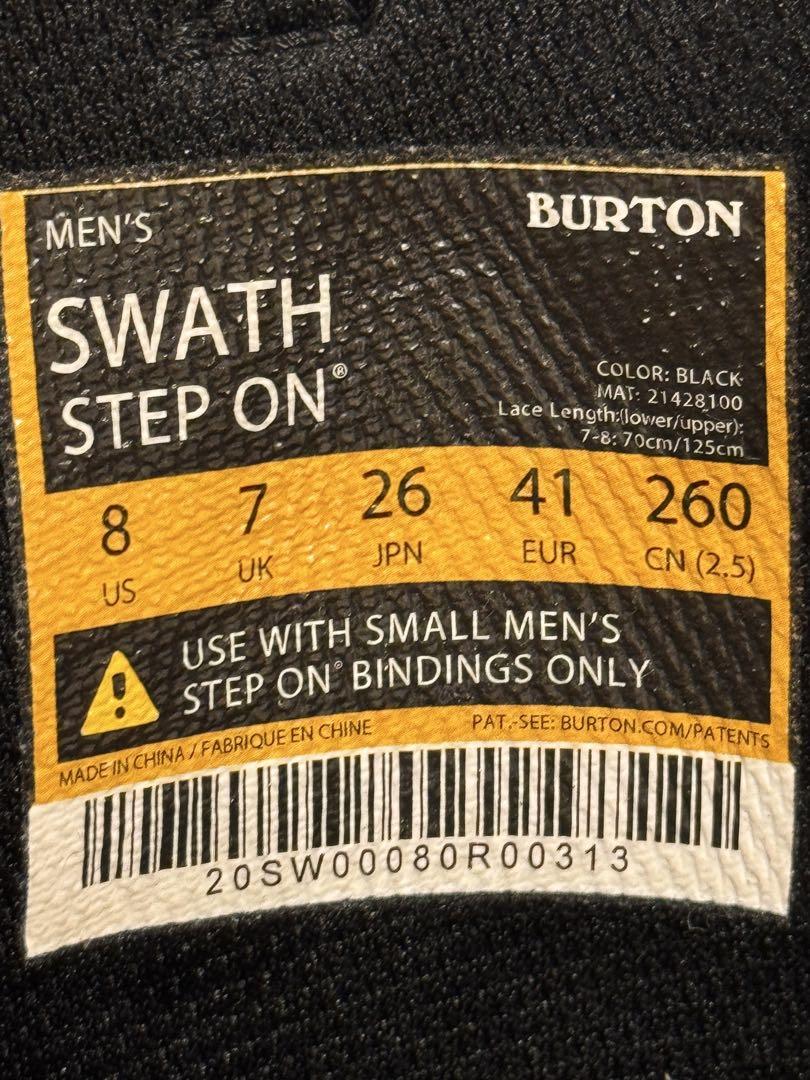 MEN'S
BURTON
SWATH
STEP ON®
COLOR: BLACK
MAT: 21428100
Lace Length:(lower/upper):
7-8: 70cm/125cm
8 7 26 41 260
US UK JPN EUR CN (2.5)
USE WITH SMALL MEN'S
STEP ON® BINDINGS ONLY
MADE IN CHINA / FABRIQUE EN CHINE
PAT.-SEE: BURTON.COM/PATENTS
20SW00080R00313